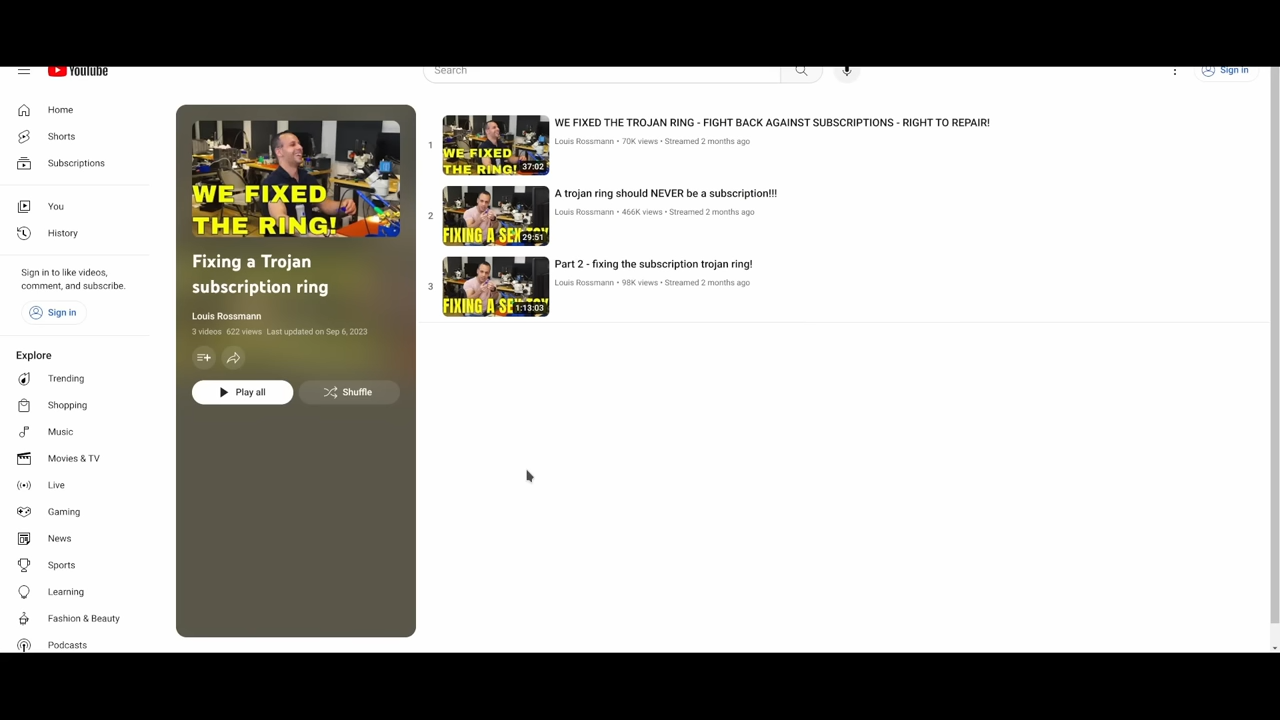 YouTube
Search
Sign in
Home
Shorts
Subscriptions
You
History
Sign in to like videos,
comment, and subscribe.
Sign in
Explore
Trending
Shopping
Music
Movies & TV
Live
Gaming
News
Sports
Learning
Fashion & Beauty
Podcasts
WE FIXED
THE RING!
Fixing a Trojan
subscription ring
Louis Rossmann
3 videos 622 views Last updated on Sep 6, 2023
Play all
Shuffle
1
WE FIXED
THE RING!
37:02
WE FIXED THE TROJAN RING - FIGHT BACK AGAINST SUBSCRIPTIONS - RIGHT TO REPAIR!
Louis Rossmann • 70K views • Streamed 2 months ago
2
FIXING A SEX
29:51
A trojan ring should NEVER be a subscription!!!
Louis Rossmann • 466K views • Streamed 2 months ago
3
FIXING A SEX
1:13:03
Part 2 - fixing the subscription trojan ring!
Louis Rossmann • 98K views • Streamed 2 months ago